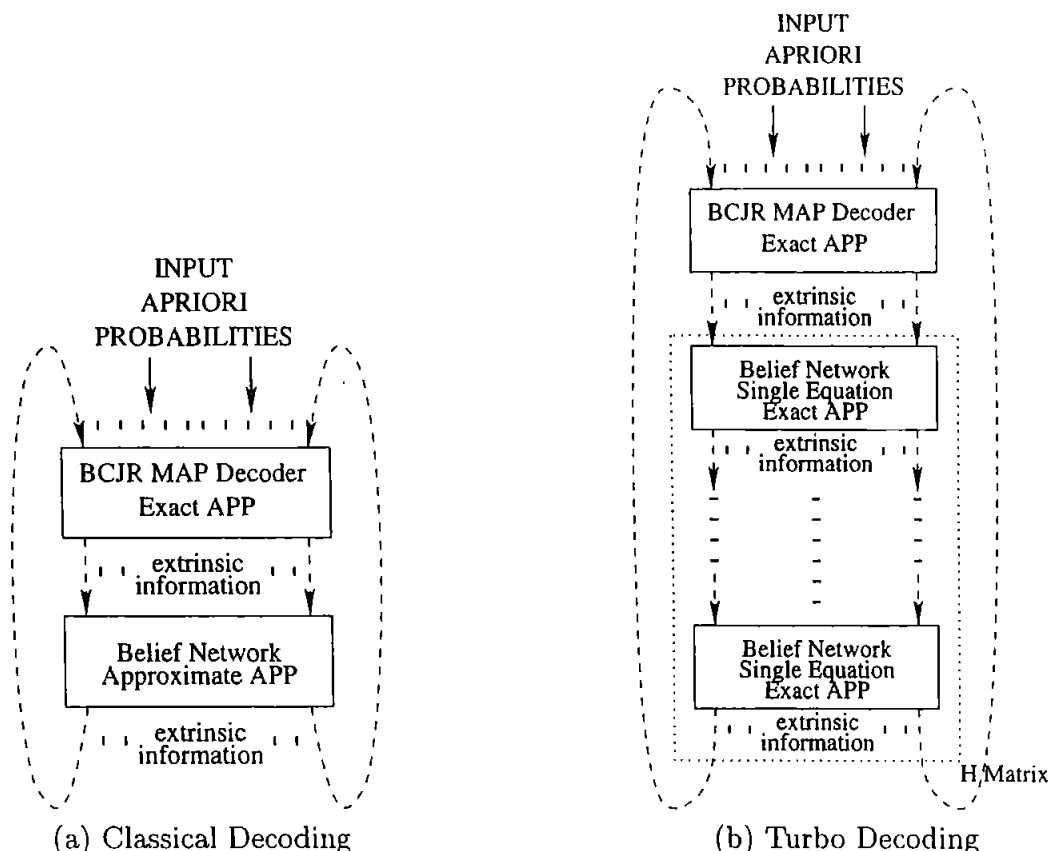 INPUT
APRIORI
PROBABILITIES
BCJR MAP Decoder
Exact APP
extrinsic
information
Belief Network
Approximate APP
extrinsic
information
(a) Classical Decoding
INPUT
APRIORI
PROBABILITIES
BCJR MAP Decoder
Exact APP
extrinsic
information
Belief Network
Single Equation
Exact APP
extrinsic
information
Belief Network
Single Equation
Exact APP
extrinsic
information
H Matrix
(b) Turbo Decoding